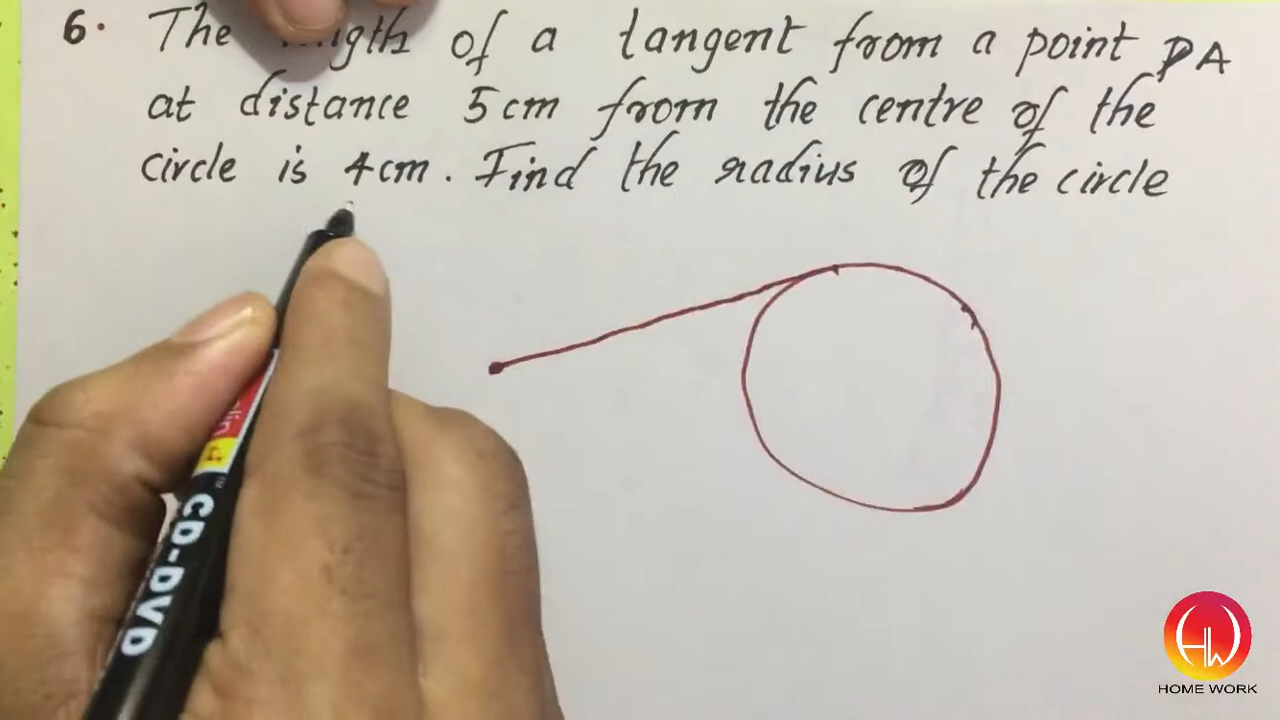 6. The of a tangent from a point A
at distance 5cm from the centre of the
circle is 4cm. Find the radius of the circle
CD-DVD
HW
HOME WORK